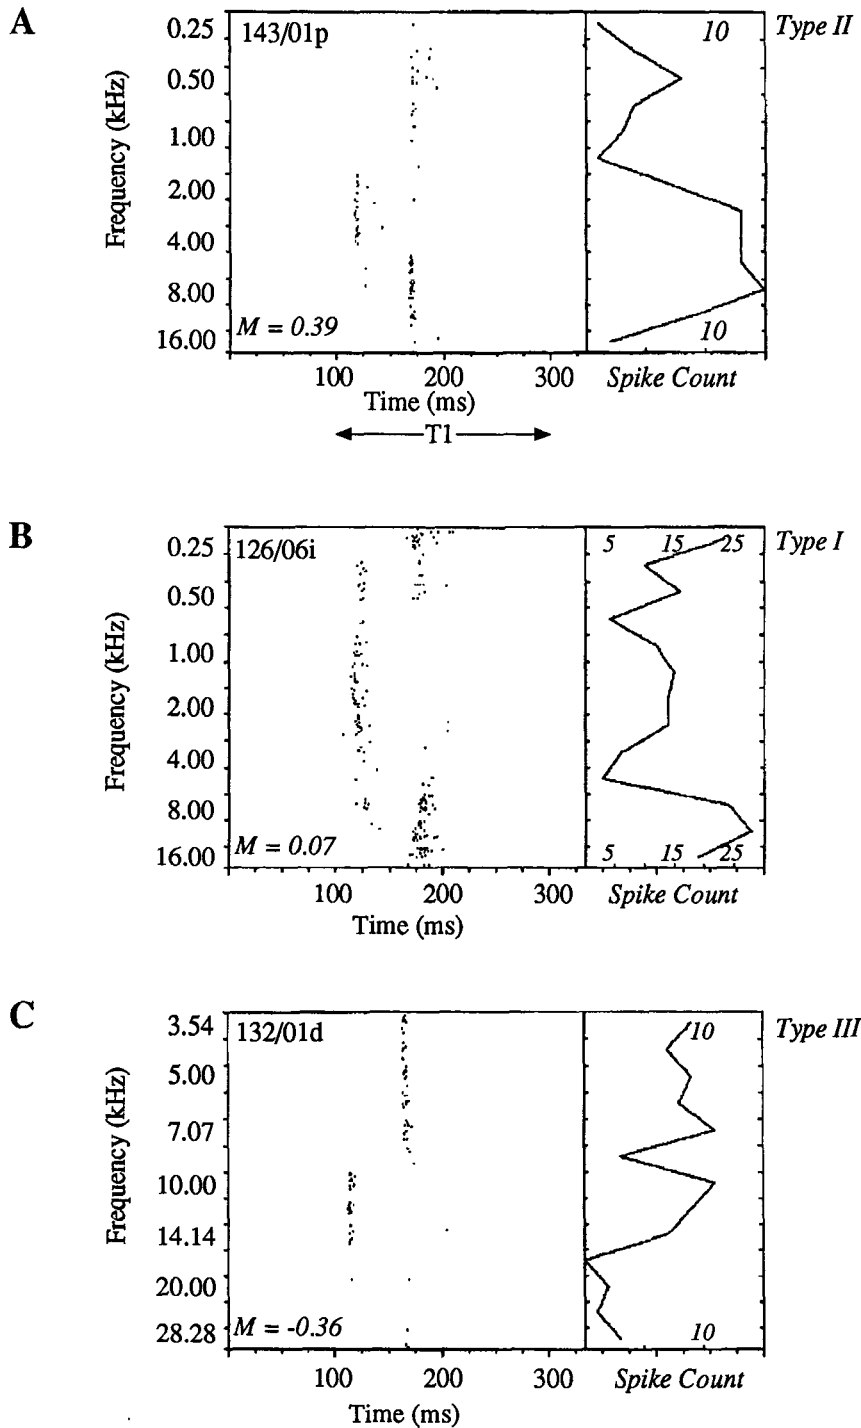 A
143/01p
10
Type II
Frequency (kHz)
0.25
0.50
1.00
2.00
4.00
8.00
16.00
M = 0.39
10
100 200 300
Spike Count
Time (ms)
T1
B
126/06i
5 15 25
Type I
Frequency (kHz)
0.25
0.50
1.00
2.00
4.00
8.00
16.00
M = 0.07
5 15 25
100 200 300
Spike Count
Time (ms)
C
132/01d
10
Type III
Frequency (kHz)
3.54
5.00
7.07
10.00
14.14
20.00
28.28
M = -0.36
10
100 200 300
Spike Count
Time (ms)